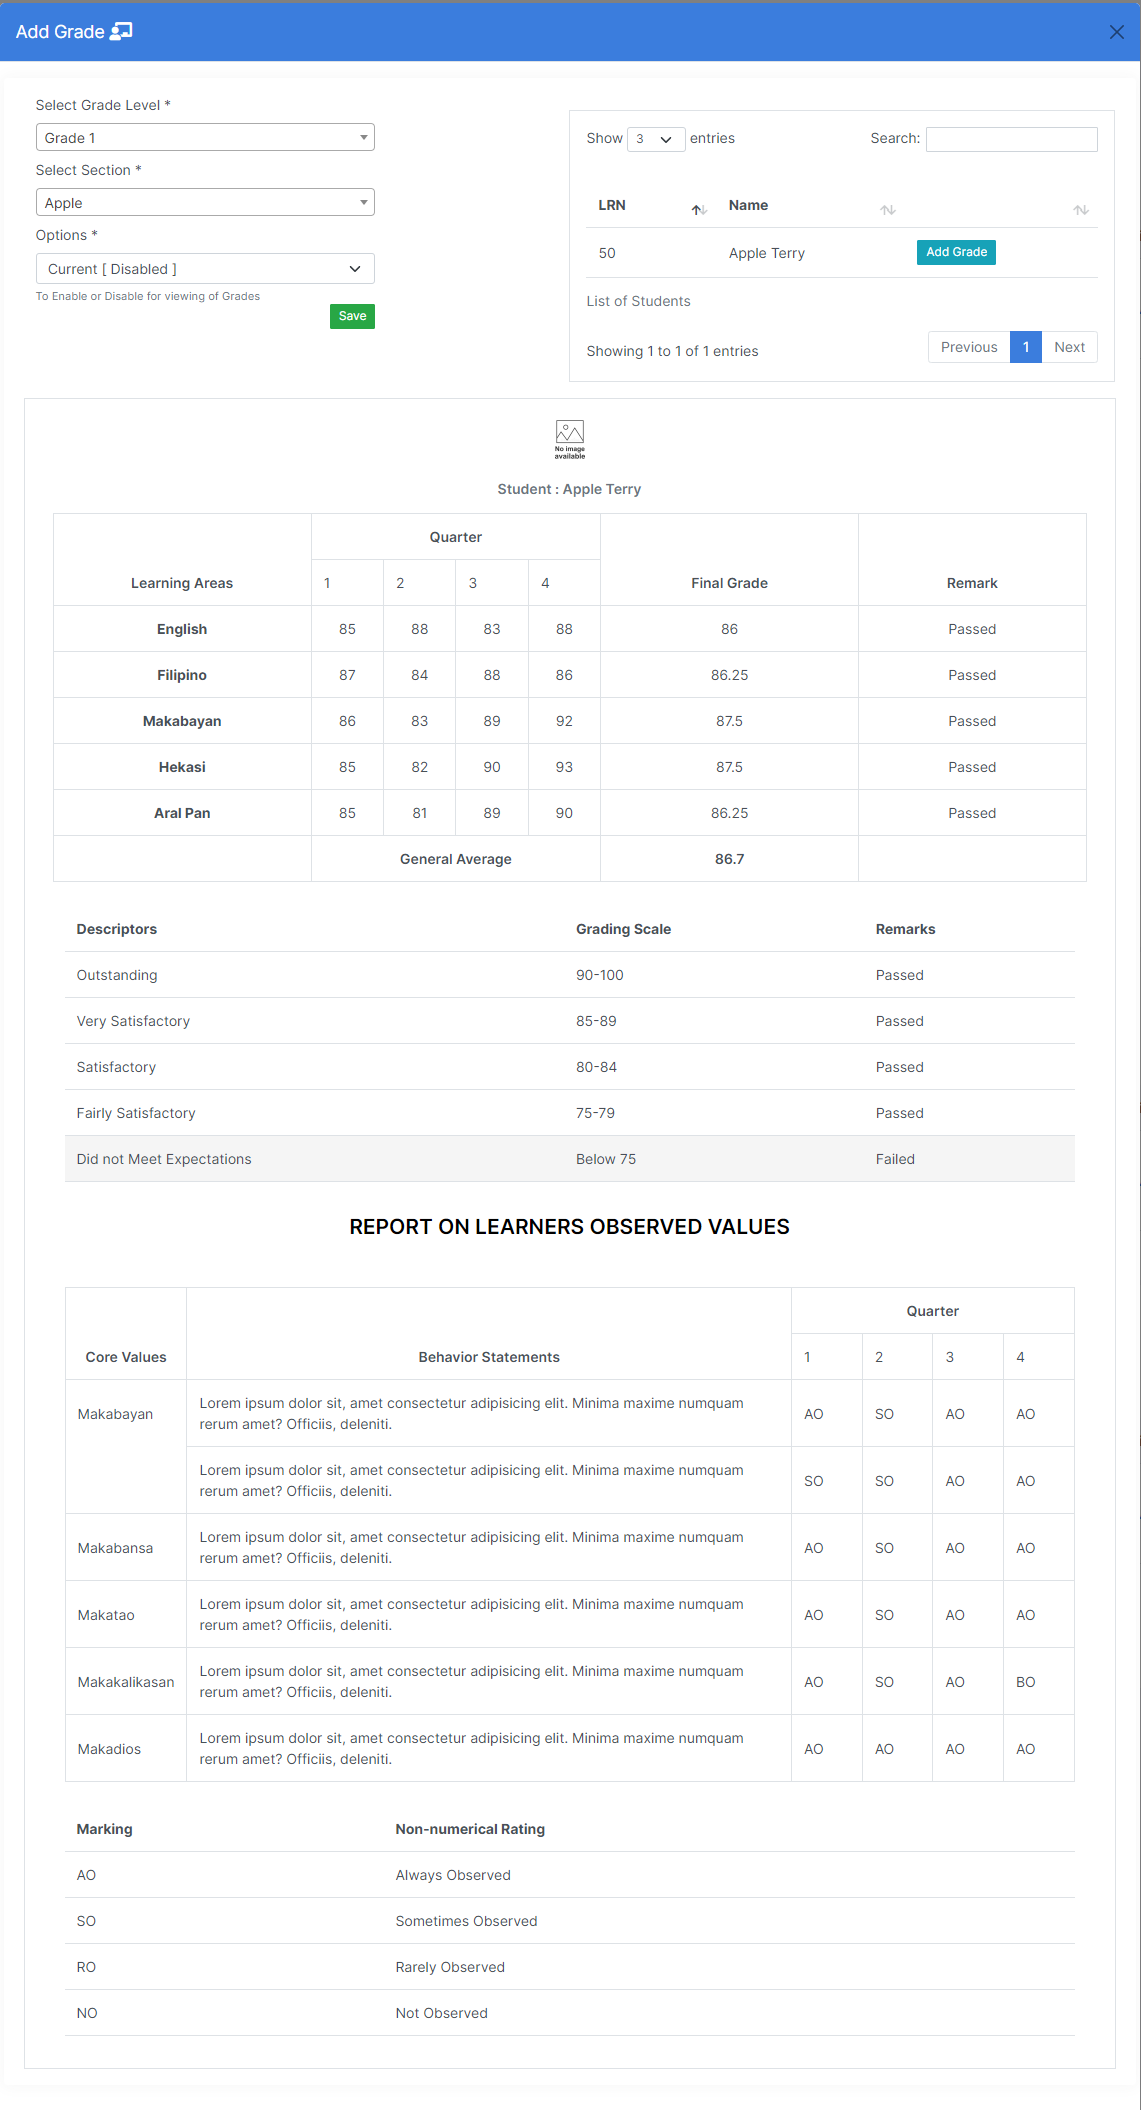 Add Grade
Select Grade Level *
Grade 1
Select Section *
Apple
Options *
Current [ Disabled ]
To Enable or Disable for viewing of Grades
Save
Show 3 entries Search:
LRN Name
50 Apple Terry Add Grade
List of Students
Showing 1 to 1 of 1 entries Previous 1 Next
No image
available
Student : Apple Terry
Quarter
Learning Areas 1 2 3 4 Final Grade Remark
English 85 88 83 88 86 Passed
Filipino 87 84 88 86 86.25 Passed
Makabayan 86 83 89 92 87.5 Passed
Hekasi 85 82 90 93 87.5 Passed
Aral Pan 85 81 89 90 86.25 Passed
General Average 86.7
Descriptors Grading Scale Remarks
Outstanding 90-100 Passed
Very Satisfactory 85-89 Passed
Satisfactory 80-84 Passed
Fairly Satisfactory 75-79 Passed
Did not Meet Expectations Below 75 Failed
REPORT ON LEARNERS OBSERVED VALUES
Quarter
Core Values Behavior Statements 1 2 3 4
Makabayan Lorem ipsum dolor sit, amet consectetur adipisicing elit. Minima maxime numquam
rerum amet? Officiis, deleniti. AO SO AO AO
Lorem ipsum dolor sit, amet consectetur adipisicing elit. Minima maxime numquam
rerum amet? Officiis, deleniti. SO SO AO AO
Makabansa Lorem ipsum dolor sit, amet consectetur adipisicing elit. Minima maxime numquam
rerum amet? Officiis, deleniti. AO SO AO AO
Makatao Lorem ipsum dolor sit, amet consectetur adipisicing elit. Minima maxime numquam
rerum amet? Officiis, deleniti. AO SO AO AO
Makakalikasan Lorem ipsum dolor sit, amet consectetur adipisicing elit. Minima maxime numquam
rerum amet? Officiis, deleniti. AO SO AO BO
Makadios Lorem ipsum dolor sit, amet consectetur adipisicing elit. Minima maxime numquam
rerum amet? Officiis, deleniti. AO AO AO AO
Marking Non-numerical Rating
AO Always Observed
SO Sometimes Observed
RO Rarely Observed
NO Not Observed